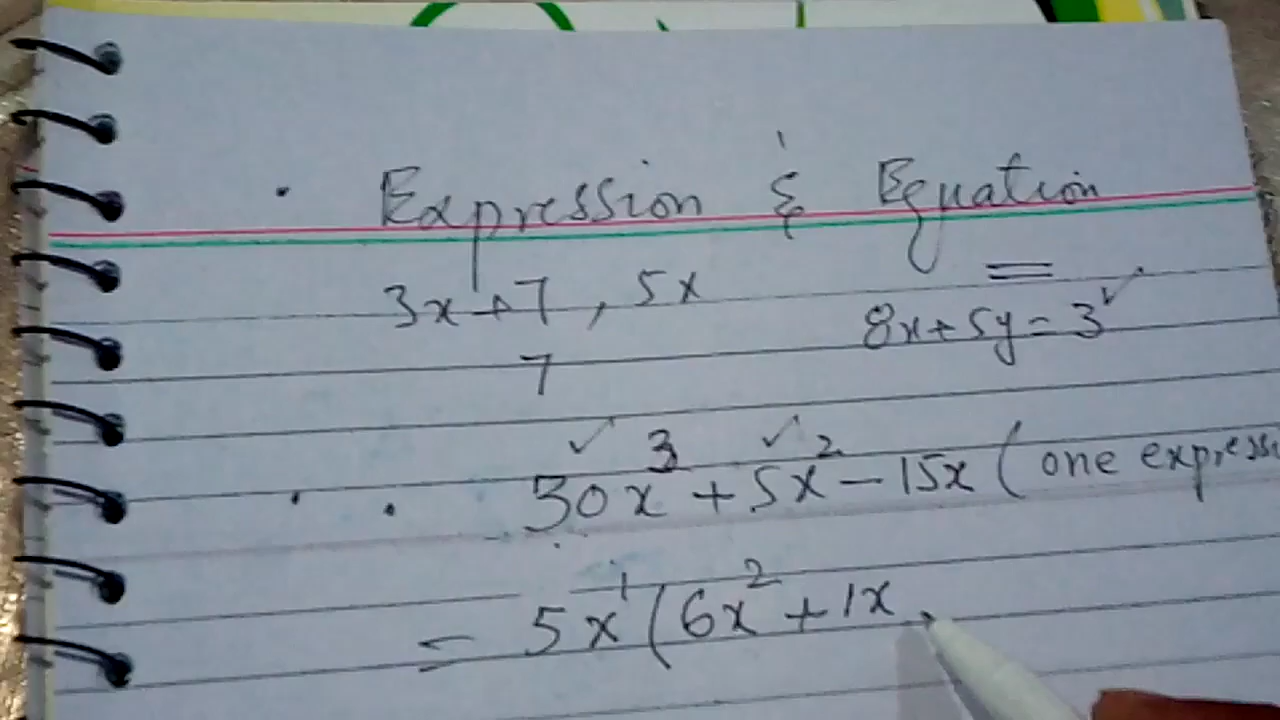 Expression & Equation
=
3x+7, 5x
8x+5y=3✓
7
30x³+5x²-15x (one expressi
=5x¹(6x²+1x